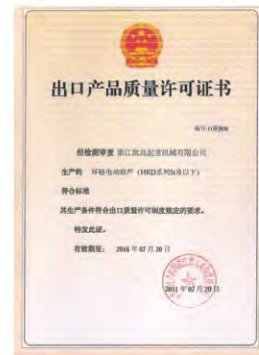 出口产品质量许可证书
经检测审查 浙江凯岛起重机械有限公司
生产的 环链电动葫芦（HKD系列5t及以下）
符合标准
其生产条件符合出口质量许可制度规定的要求。
特发此证。
有效期至： 2016 年 07 月 20 日
2011 年 07 月 20 日